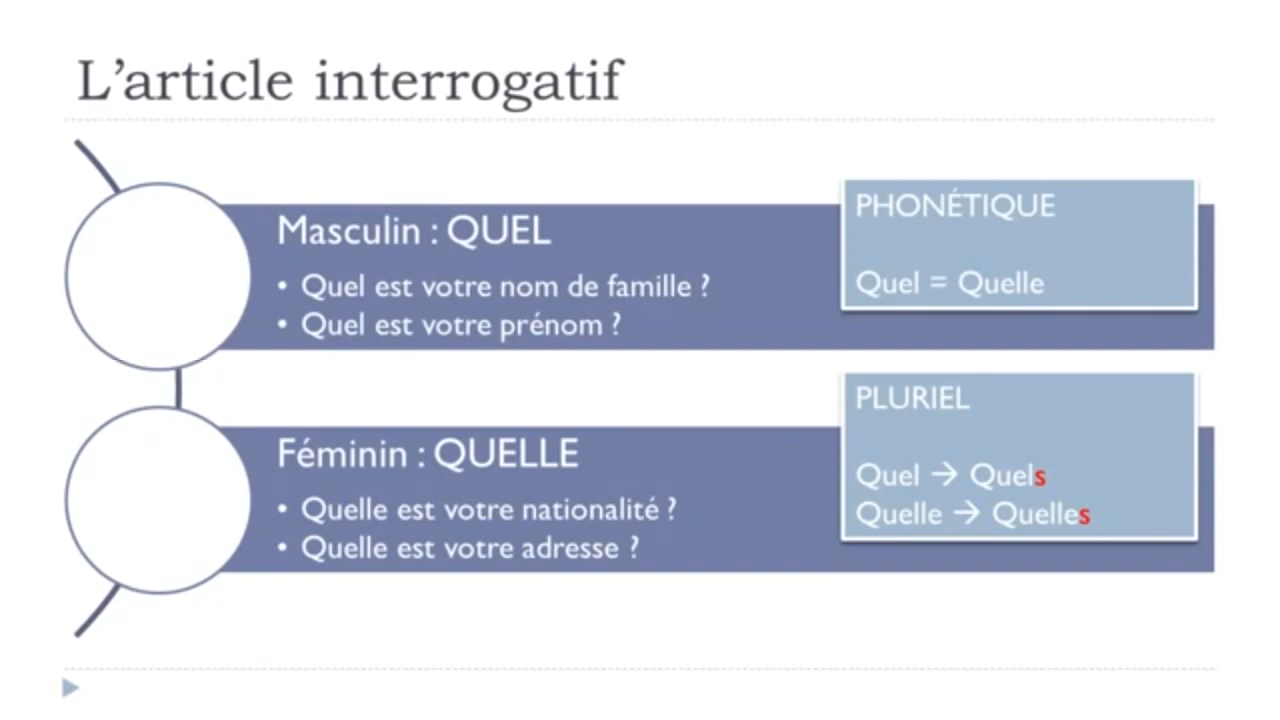 L’article interrogatif
Masculin : QUEL
• Quel est votre nom de famille ?
• Quel est votre prénom ?
PHONÉTIQUE
Quel = Quelle
Féminin : QUELLE
• Quelle est votre nationalité ?
• Quelle est votre adresse ?
PLURIEL
Quel → Quels
Quelle → Quelles